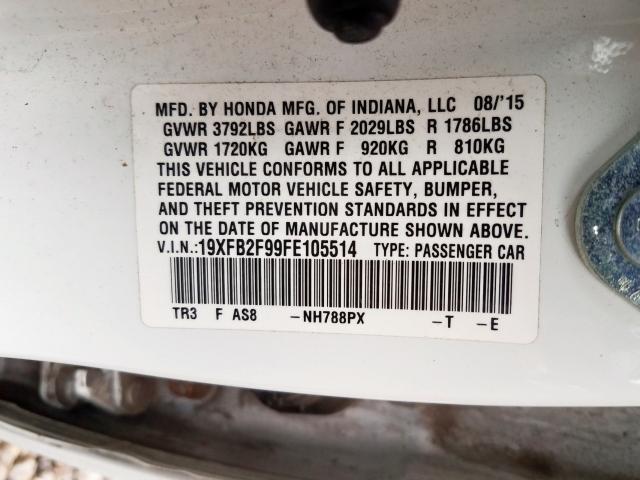 MFD. BY HONDA MFG. OF INDIANA, LLC 08/'15
GVWR 3792LBS GAWR F 2029LBS R 1786LBS
GVWR 1720KG GAWR F 920KG R 810KG
THIS VEHICLE CONFORMS TO ALL APPLICABLE
FEDERAL MOTOR VEHICLE SAFETY, BUMPER,
AND THEFT PREVENTION STANDARDS IN EFFECT
ON THE DATE OF MANUFACTURE SHOWN ABOVE.
V.I.N.:19XFB2F99FE105514 TYPE: PASSENGER CAR
TR3 F AS8 -NH788PX -T -E